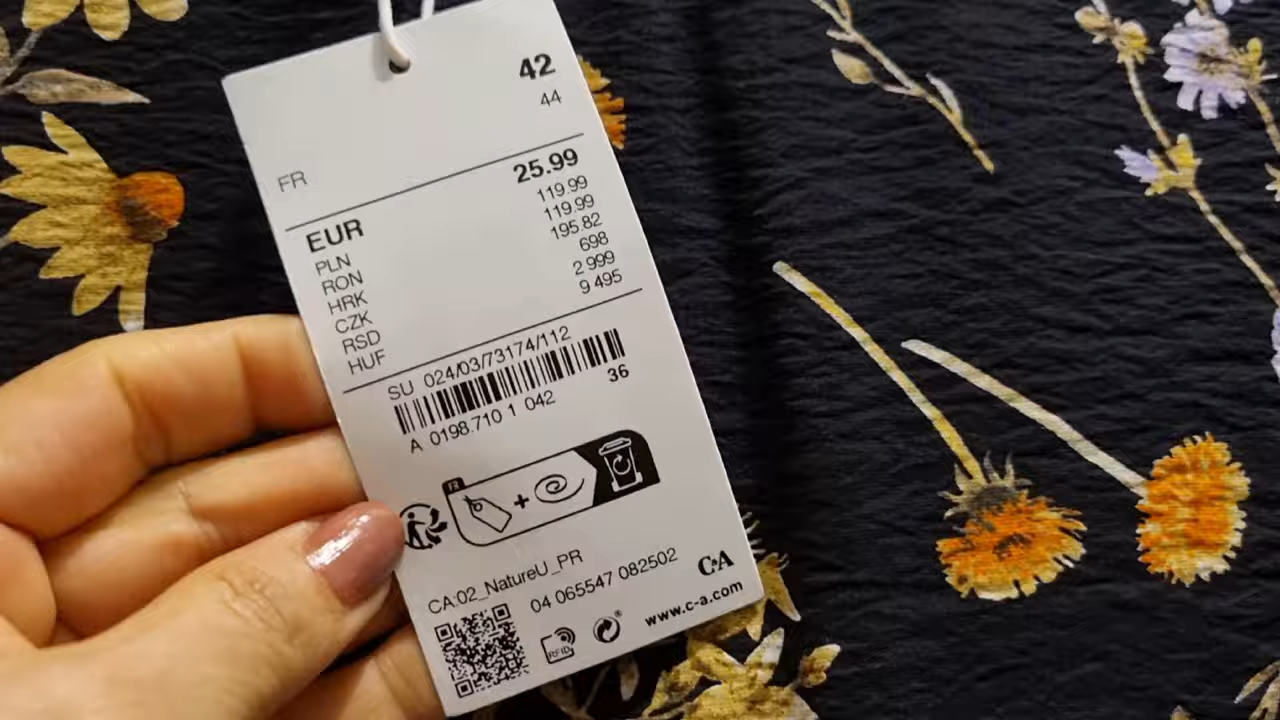 42
44
FR
EUR 25.99
PLN 119.99
RON 119.99
HRK 195.82
CZK 698
RSD 2 999
HUF 9 495
SU 024/03/73174/112
36
A 0198.710 1 042
FR
+
CA:02_NatureU_PR
04 065547 082502
C&A
RFID
www.c-a.com